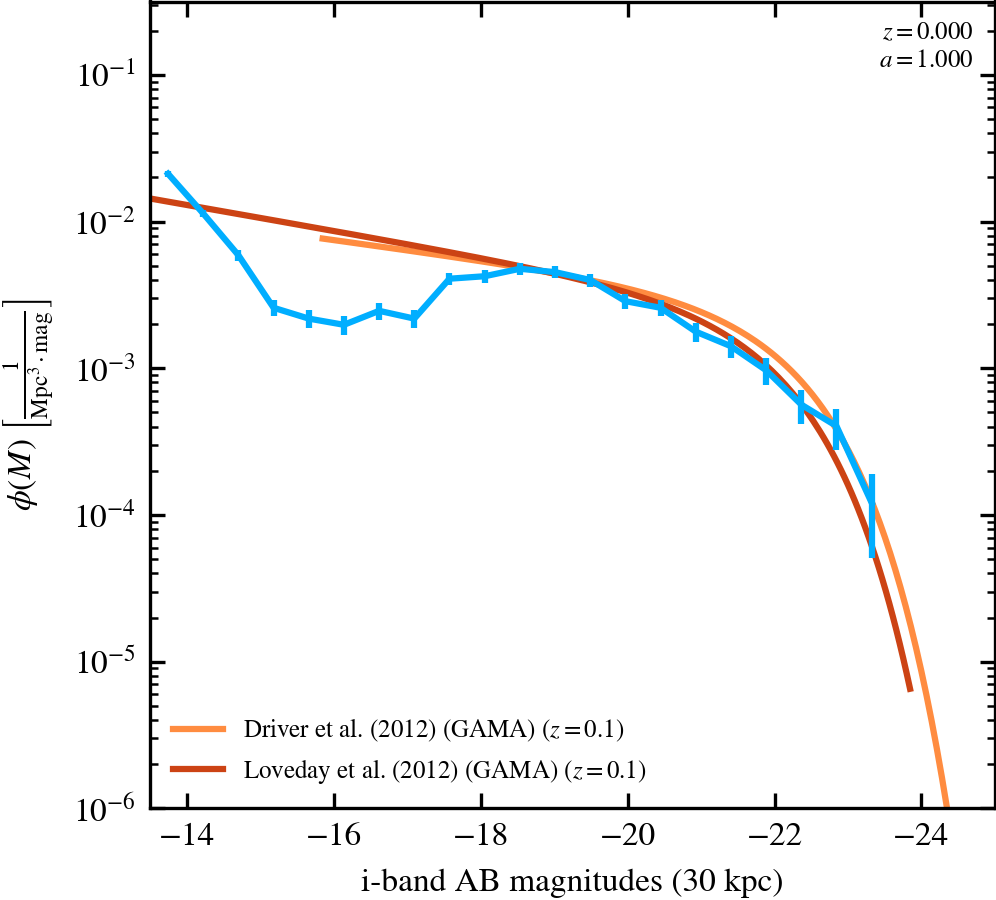 z = 0.000
a = 1.000
10⁻¹
10⁻²
10⁻³
10⁻⁴
10⁻⁵
10⁻⁶
ϕ(M) [1 / Mpc³ · mag]
Driver et al. (2012) (GAMA) (z = 0.1)
Loveday et al. (2012) (GAMA) (z = 0.1)
−14 −16 −18 −20 −22 −24
i-band AB magnitudes (30 kpc)